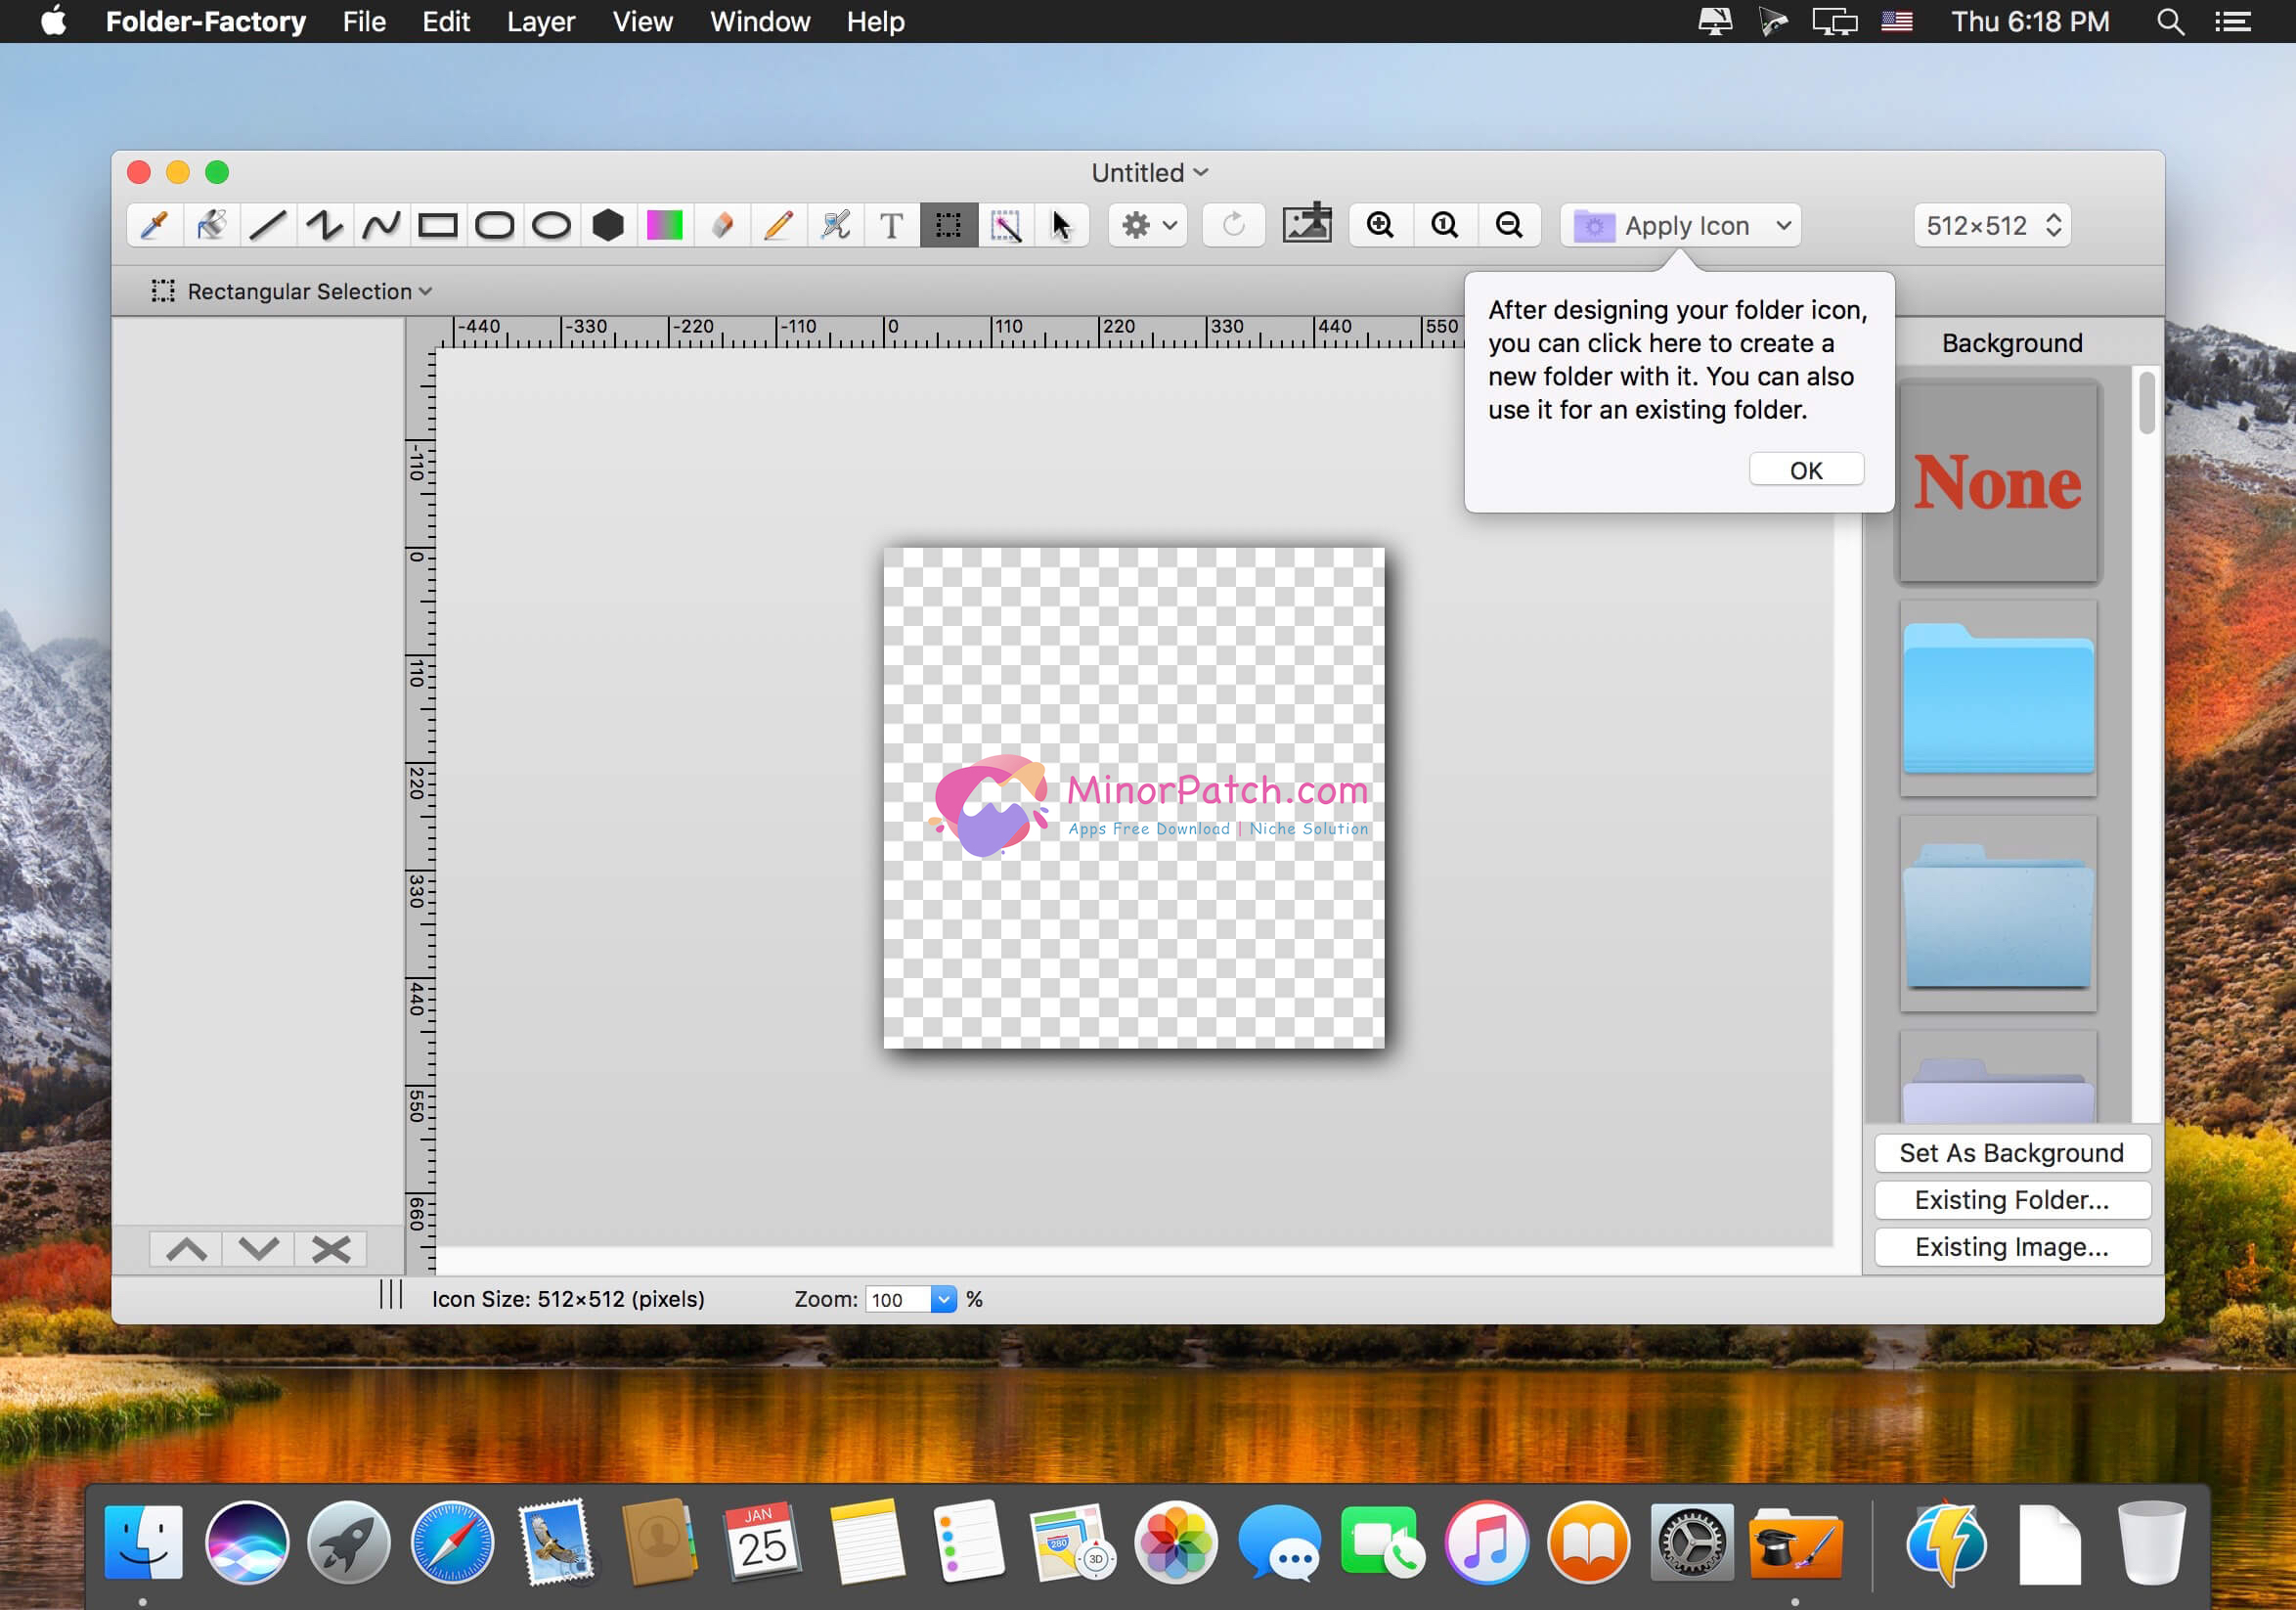 Folder-Factory File Edit Layer View Window Help Thu 6:18 PM
Untitled
T
1
Apply Icon
512×512
Rectangular Selection
After designing your folder icon,
you can click here to create a
new folder with it. You can also
use it for an existing folder.
OK
-440 -330 -220 -110 0 110 220 330 440 550
-110
0
110
220
330
440
550
660
Background
None
MinorPatch.com
Apps Free Download | Niche Solution
Set As Background
Existing Folder...
Existing Image...
Icon Size: 512×512 (pixels)
Zoom: 100 %
JAN
25
280
3D